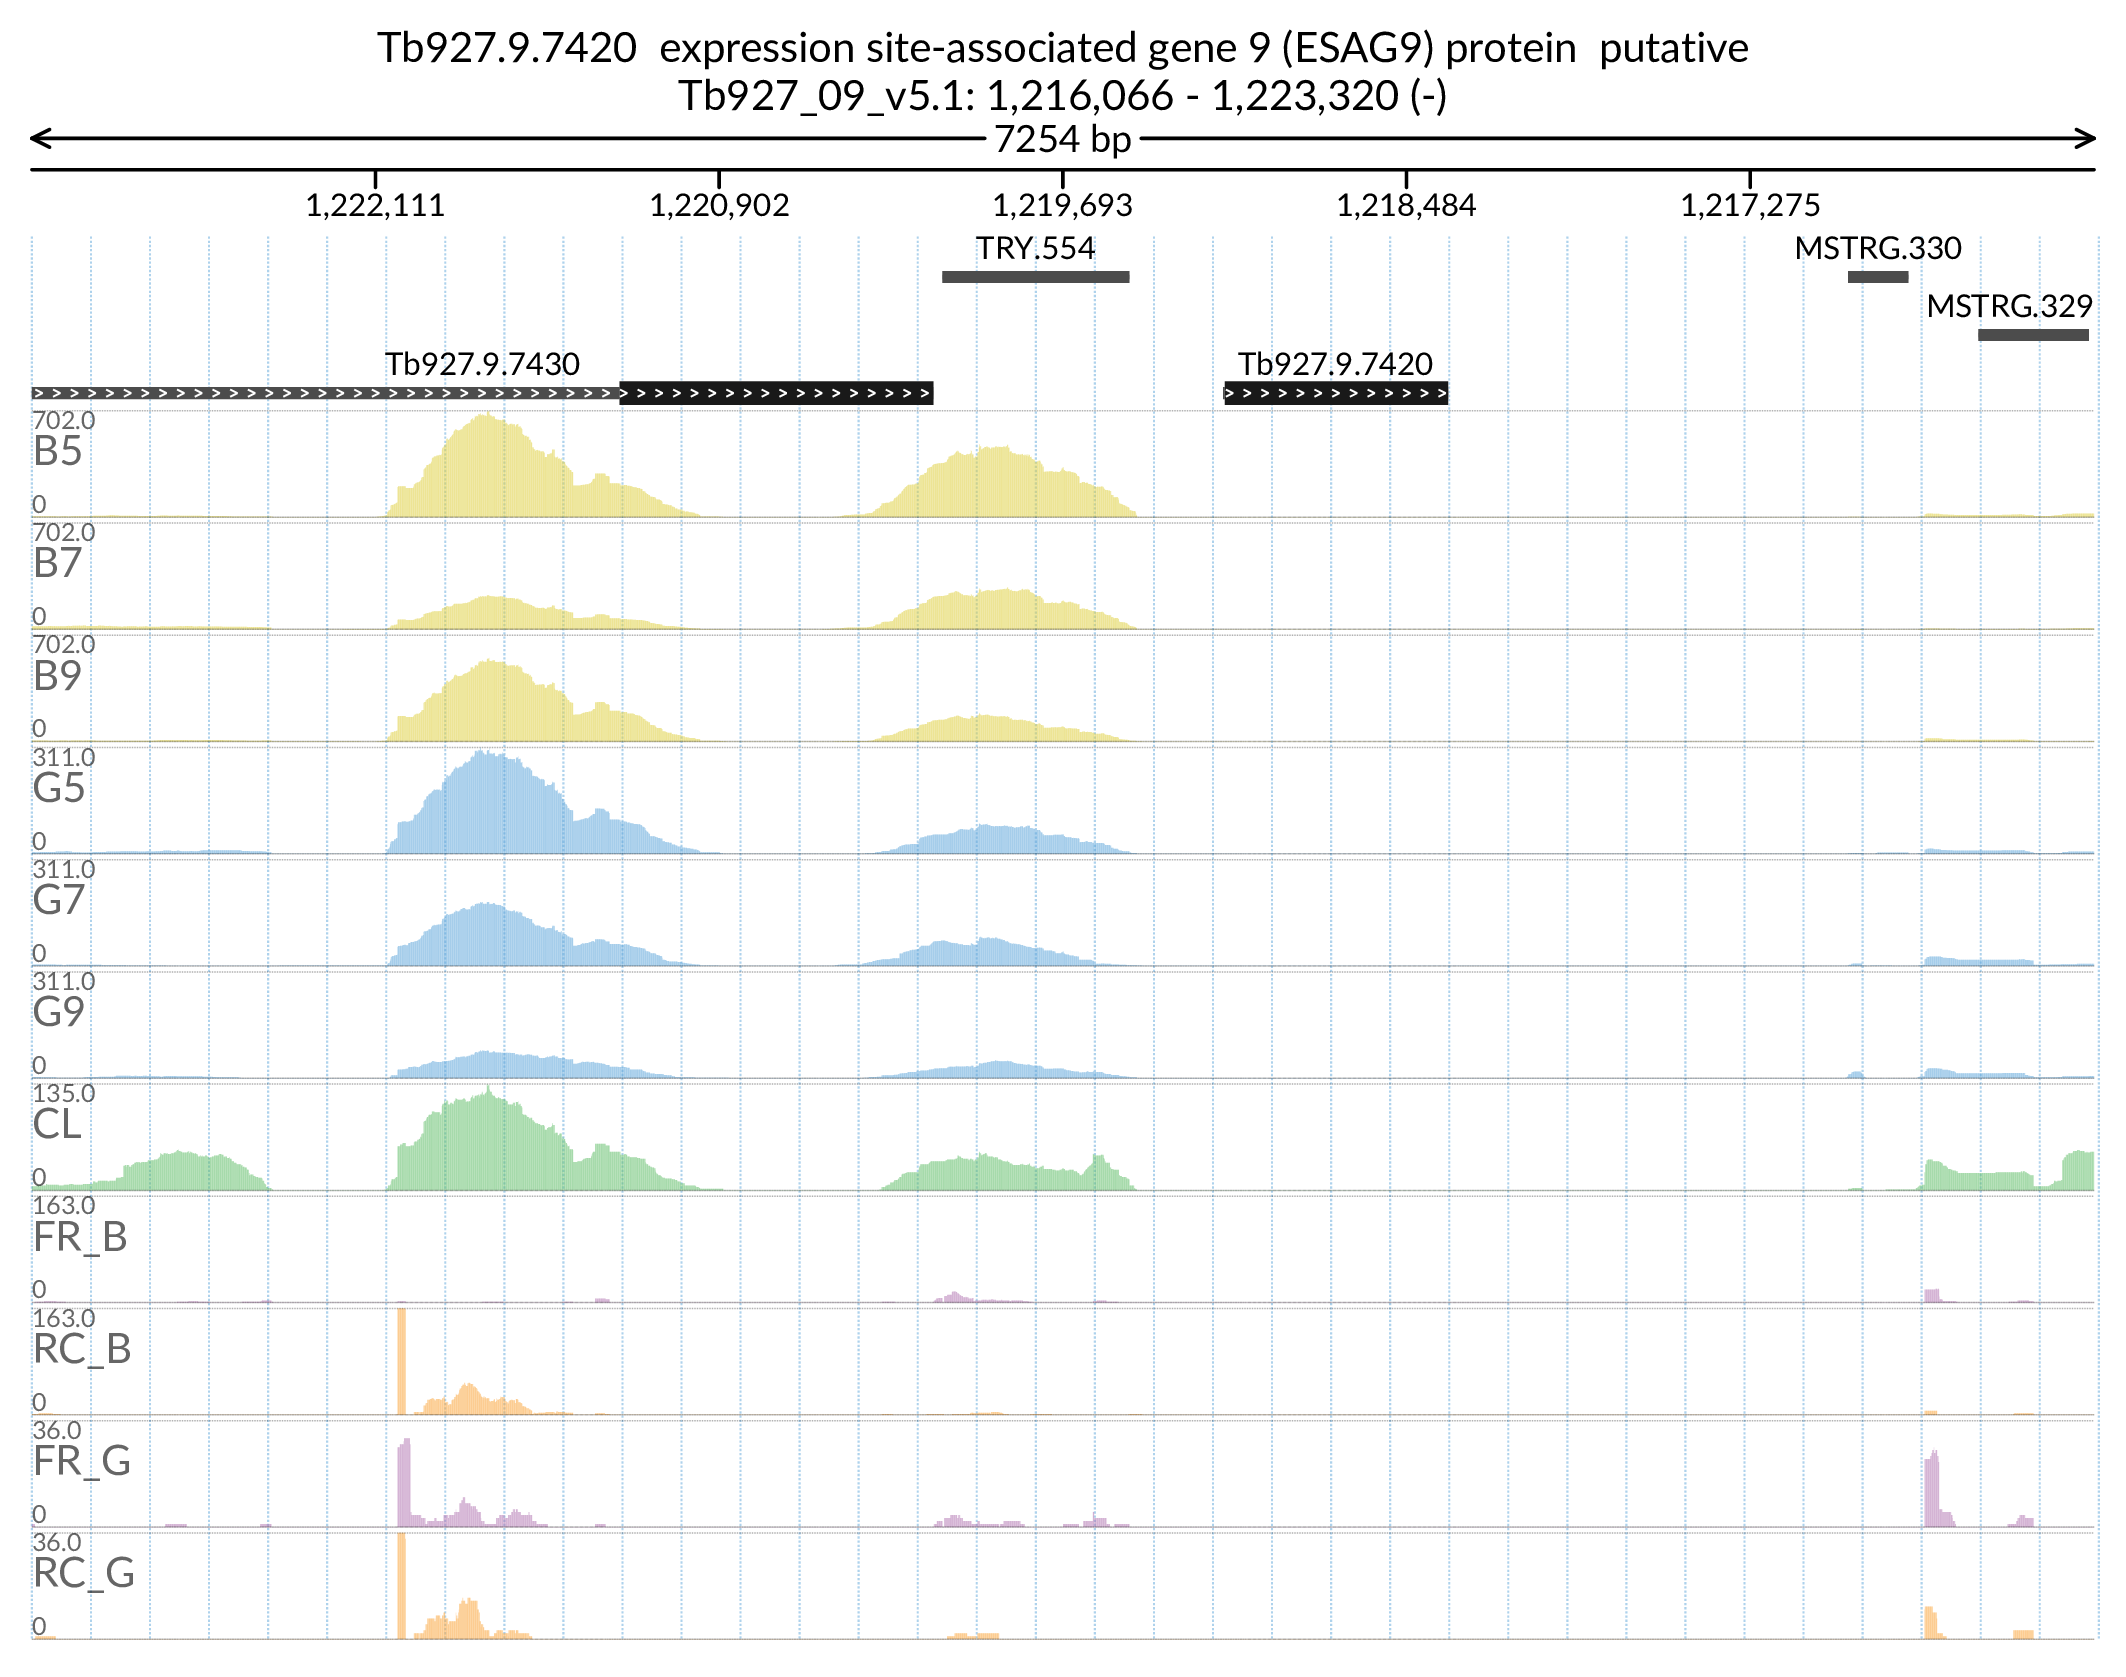 Tb927.9.7420  expression site-associated gene 9 (ESAG9) protein  putative
Tb927_09_v5.1: 1,216,066 - 1,223,320 (-)
7254 bp
1,222,111 1,220,902 1,219,693 1,218,484 1,217,275
TRY.554 MSTRG.330
MSTRG.329
Tb927.9.7430 Tb927.9.7420
702.0
B5
0
702.0
B7
0
702.0
B9
0
311.0
G5
0
311.0
G7
0
311.0
G9
0
135.0
CL
0
163.0
FR_B
0
163.0
RC_B
0
36.0
FR_G
0
36.0
RC_G
0